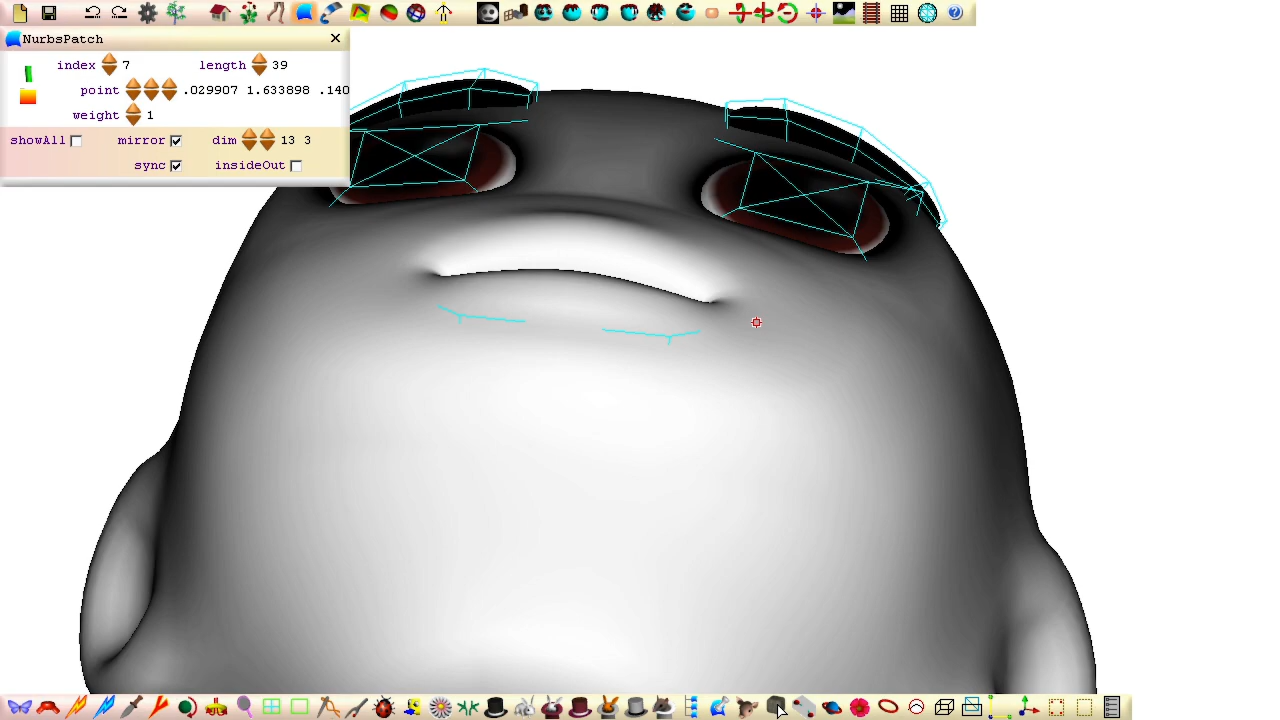 NurbsPatch
index 7 length 39
point .029907 1.633898 .140
weight 1
showAll mirror dim 13 3
sync insideOut